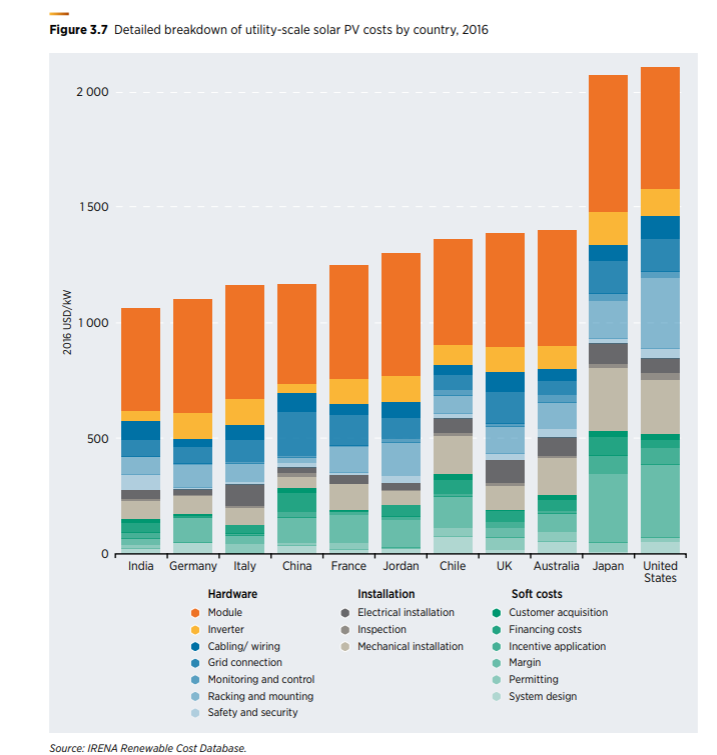 Figure 3.7 Detailed breakdown of utility-scale solar PV costs by country, 2016
2 000
1 500
1 000
500
0
2016 USD/kW
India Germany Italy China France Jordan Chile UK Australia Japan United States
Hardware Installation Soft costs
Module Electrical installation Customer acquisition
Inverter Inspection Financing costs
Cabling/ wiring Mechanical installation Incentive application
Grid connection Margin
Monitoring and control Permitting
Racking and mounting System design
Safety and security
Source: IRENA Renewable Cost Database.